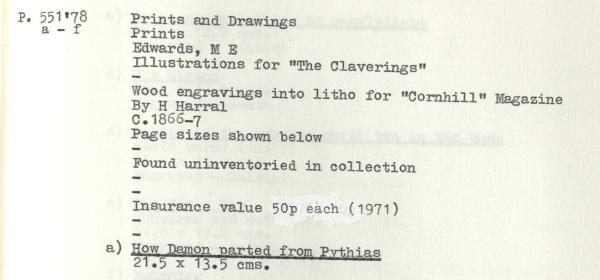 P. 551'78
a - f
Prints and Drawings
Prints
Edwards, M E
Illustrations for "The Claverings"
-
Wood engravings into litho for "Cornhill" Magazine
By H Harral
C.1866-7
Page sizes shown below
-
Found uninventoried in collection
-
-
Insurance value 50p each (1971)
-
-
a) How Damon parted from Pythias
21.5 x 13.5 cms.